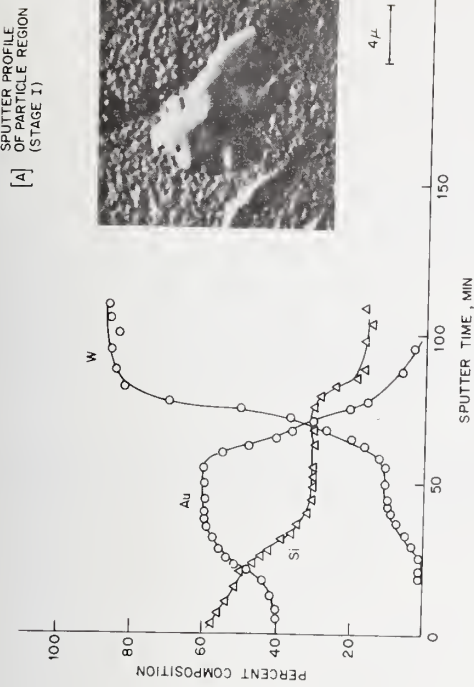 [A] SPUTTER PROFILE
OF PARTICLE REGION
(STAGE I)
4μ
W
Au
Si
100
80
60
40
20
0
50
100
150
PERCENT COMPOSITION
SPUTTER TIME, MIN